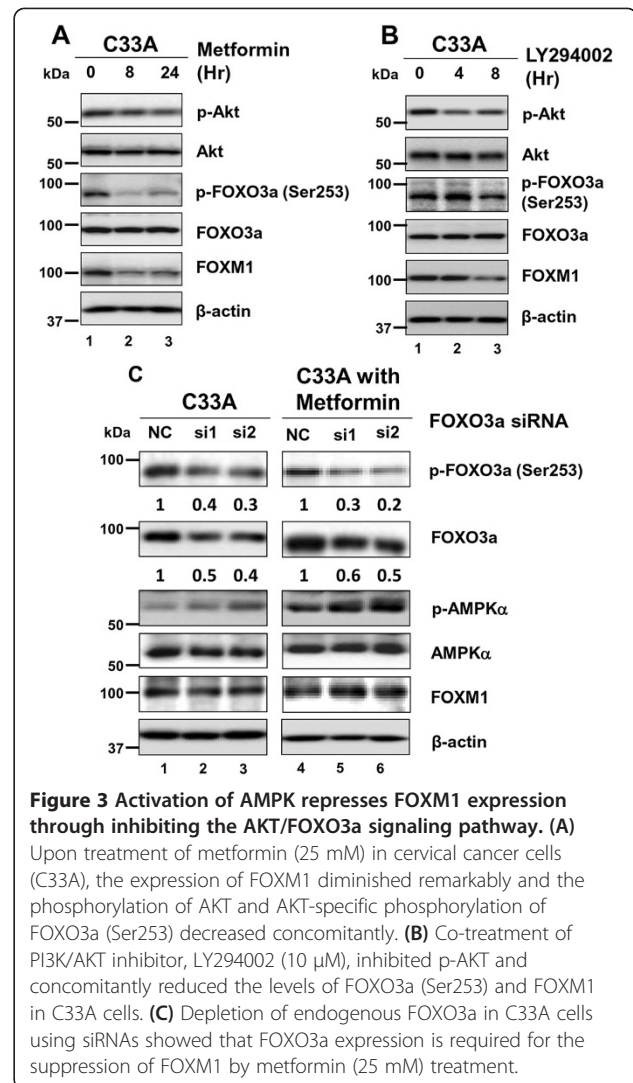 A
C33A
Metformin
(Hr)
kDa
0 8 24
p-Akt
50
Akt
50
100
p-FOXO3a (Ser253)
100
FOXO3a
100
FOXM1
β-actin
37
1 2 3
B
C33A
LY294002
(Hr)
kDa
0 4 8
p-Akt
50
Akt
50
100
p-FOXO3a
(Ser253)
100
FOXO3a
100
FOXM1
β-actin
37
1 2 3
C
C33A
C33A with
Metformin
FOXO3a siRNA
kDa
NC si1 si2 NC si1 si2
100
p-FOXO3a (Ser253)
1 0.4 0.3 1 0.3 0.2
100
FOXO3a
1 0.5 0.4 1 0.6 0.5
p-AMPKα
50
AMPKα
50
100
FOXM1
β-actin
37
1 2 3 4 5 6
Figure 3 Activation of AMPK represses FOXM1 expression
through inhibiting the AKT/FOXO3a signaling pathway. (A)
Upon treatment of metformin (25 mM) in cervical cancer cells
(C33A), the expression of FOXM1 diminished remarkably and the
phosphorylation of AKT and AKT-specific phosphorylation of
FOXO3a (Ser253) decreased concomitantly. (B) Co-treatment of
PI3K/AKT inhibitor, LY294002 (10 μM), inhibited p-AKT and
concomitantly reduced the levels of FOXO3a (Ser253) and FOXM1
in C33A cells. (C) Depletion of endogenous FOXO3a in C33A cells
using siRNAs showed that FOXO3a expression is required for the
suppression of FOXM1 by metformin (25 mM) treatment.